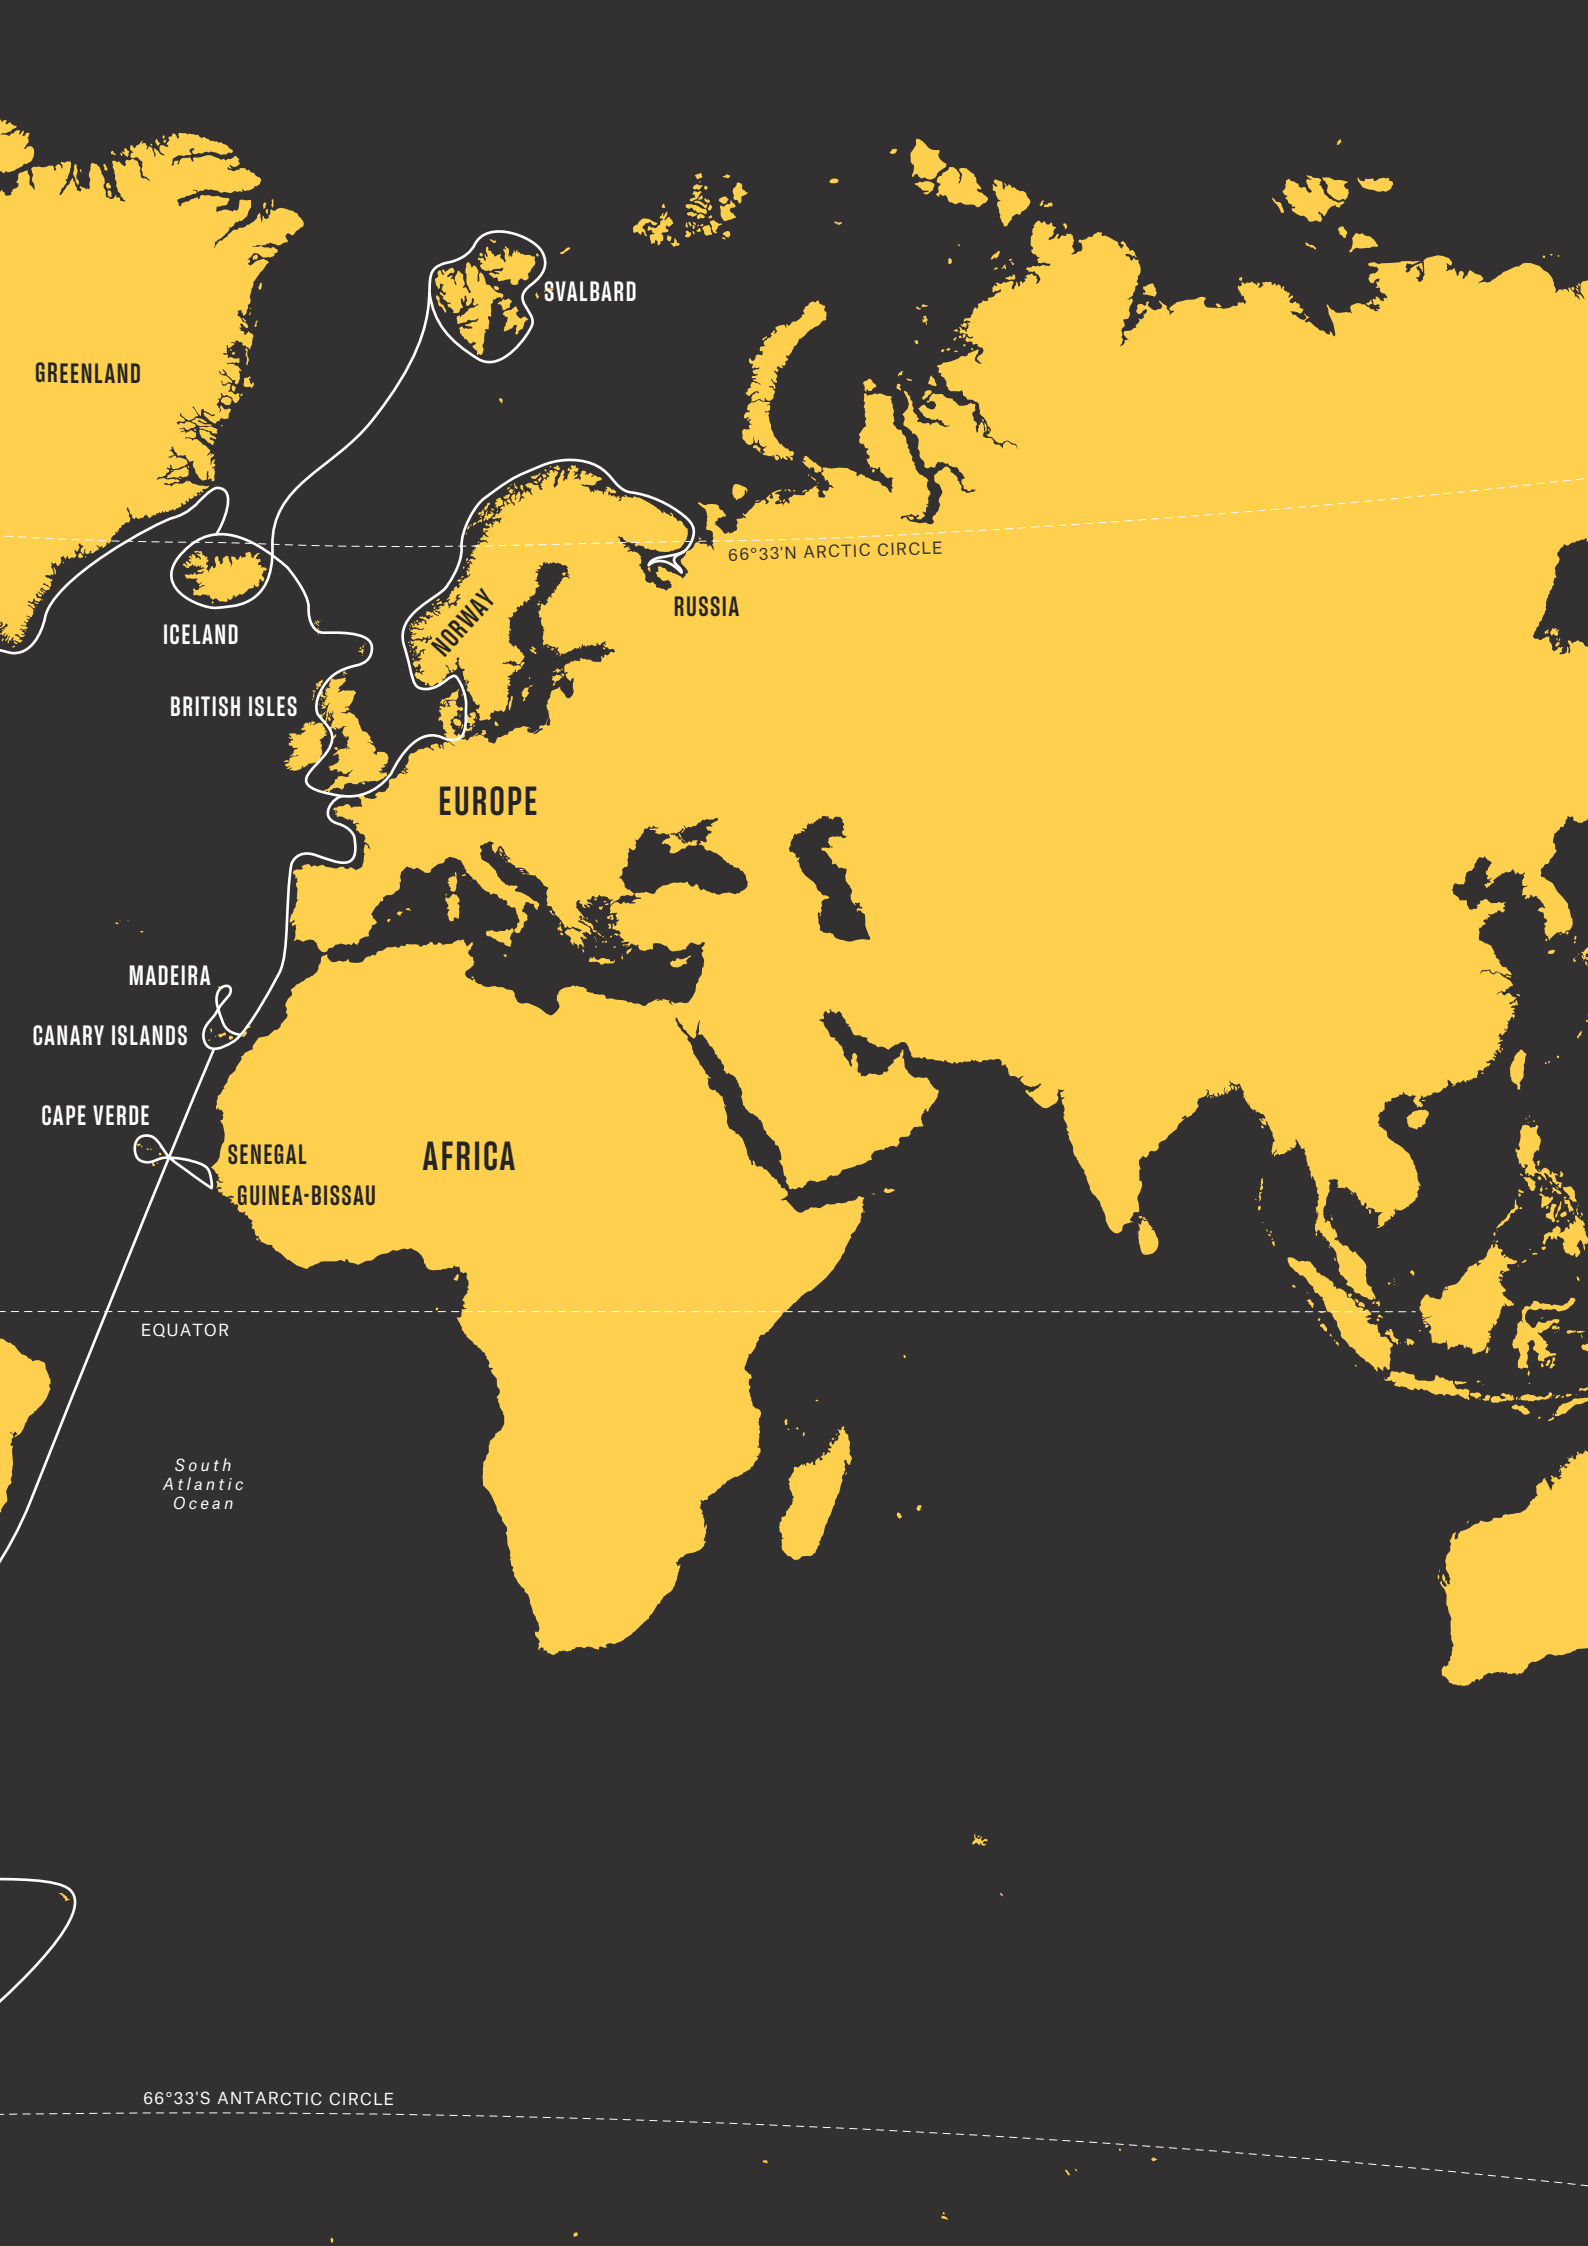 SVALBARD
GREENLAND
66°33'N ARCTIC CIRCLE
NORWAY
RUSSIA
ICELAND
BRITISH ISLES
EUROPE
MADEIRA
CANARY ISLANDS
CAPE VERDE
SENEGAL
AFRICA
GUINEA-BISSAU
EQUATOR
South
Atlantic
Ocean
66°33'S ANTARCTIC CIRCLE